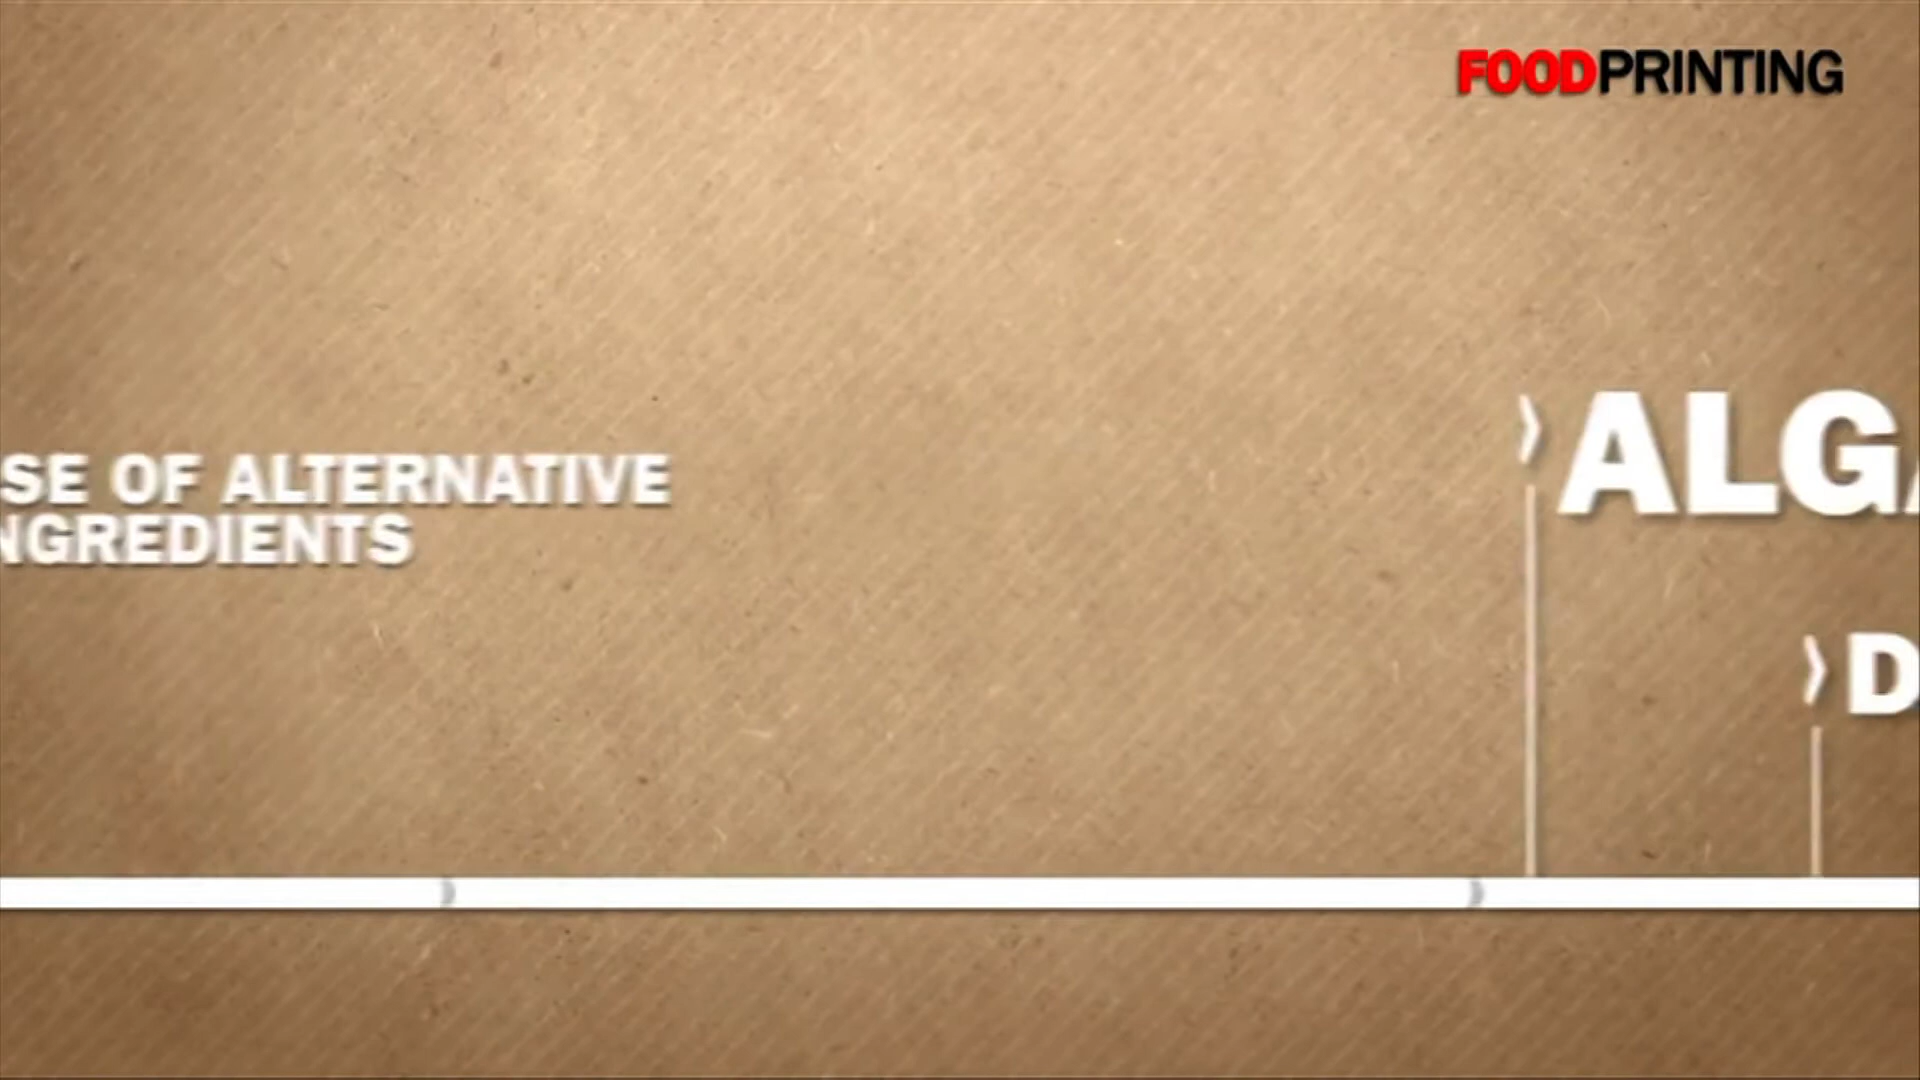 FOODPRINTING
SE OF ALTERNATIVE
NGREDIENTS
ALG
D